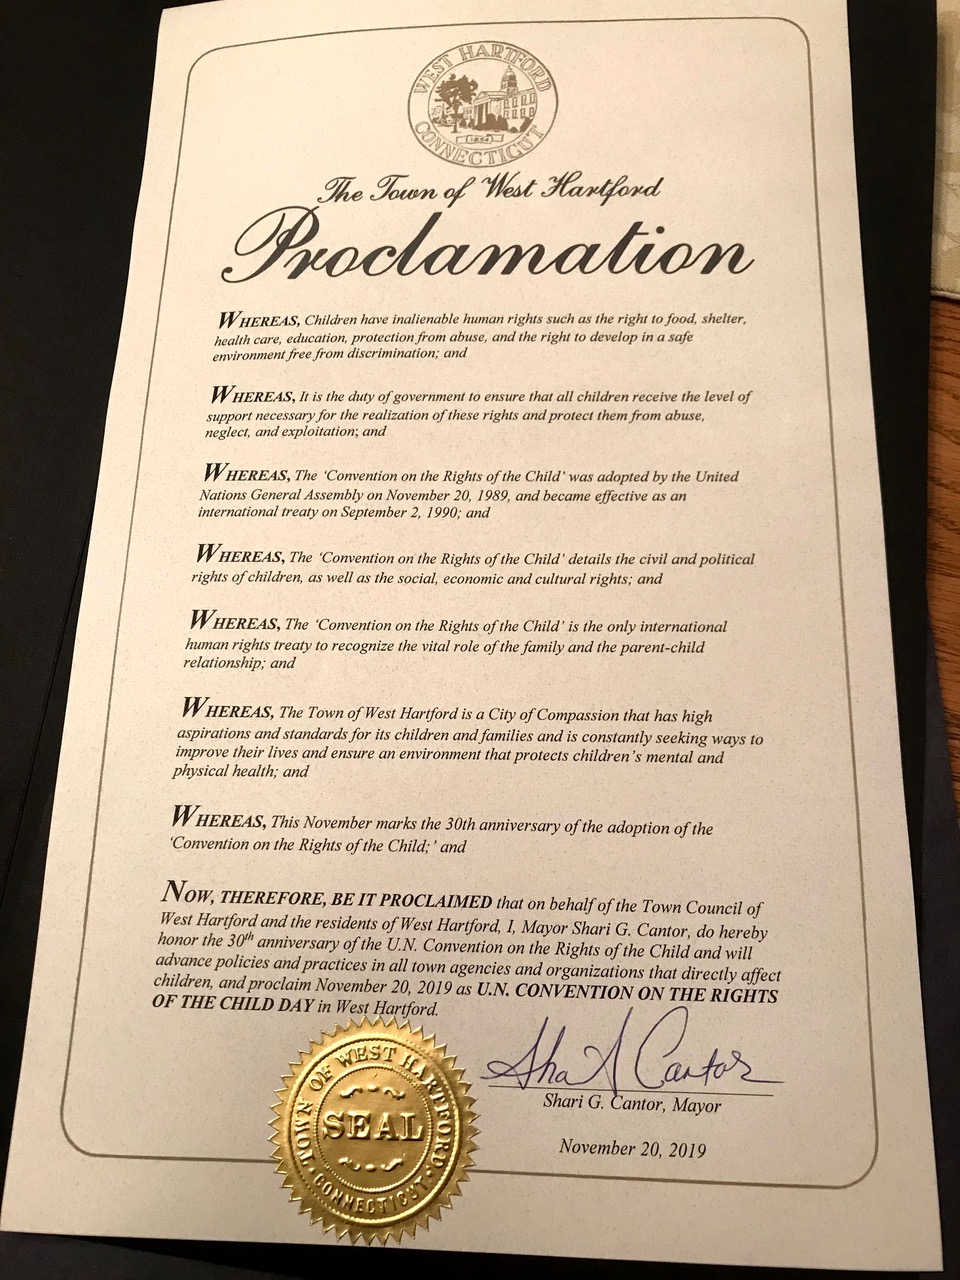 WEST HARTFORD
1854
CONNECTICUT
The Town of West Hartford
Proclamation
WHEREAS, Children have inalienable human rights such as the right to food, shelter,
health care, education, protection from abuse, and the right to develop in a safe
environment free from discrimination; and
WHEREAS, It is the duty of government to ensure that all children receive the level of
support necessary for the realization of these rights and protect them from abuse,
neglect, and exploitation; and
WHEREAS, The ‘Convention on the Rights of the Child’ was adopted by the United
Nations General Assembly on November 20, 1989, and became effective as an
international treaty on September 2, 1990; and
WHEREAS, The ‘Convention on the Rights of the Child’ details the civil and political
rights of children, as well as the social, economic and cultural rights; and
WHEREAS, The ‘Convention on the Rights of the Child’ is the only international
human rights treaty to recognize the vital role of the family and the parent-child
relationship; and
WHEREAS, The Town of West Hartford is a City of Compassion that has high
aspirations and standards for its children and families and is constantly seeking ways to
improve their lives and ensure an environment that protects children’s mental and
physical health; and
WHEREAS, This November marks the 30th anniversary of the adoption of the
‘Convention on the Rights of the Child;’ and
NOW, THEREFORE, BE IT PROCLAIMED that on behalf of the Town Council of
West Hartford and the residents of West Hartford, I, Mayor Shari G. Cantor, do hereby
honor the 30th anniversary of the U.N. Convention on the Rights of the Child and will
advance policies and practices in all town agencies and organizations that directly affect
children, and proclaim November 20, 2019 as U.N. CONVENTION ON THE RIGHTS
OF THE CHILD DAY in West Hartford.
Cantor
Shari G. Cantor, Mayor
November 20, 2019
TOWN OF WEST HARTFORD
SEAL
CONNECTICUT